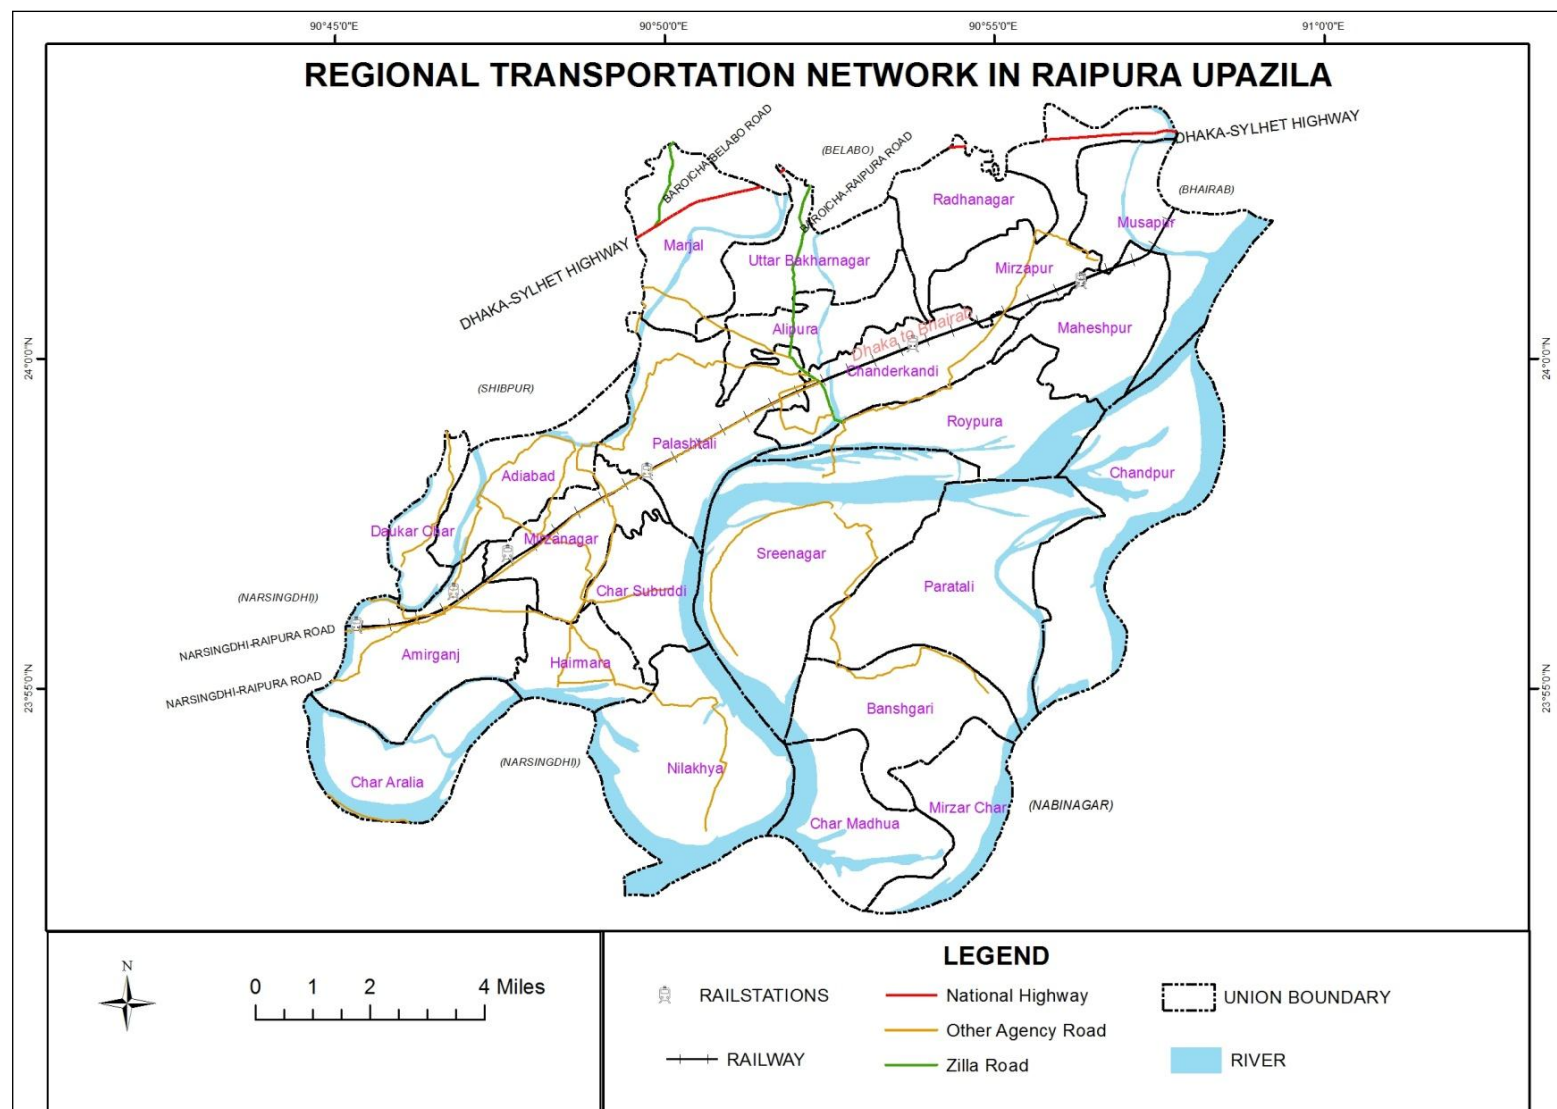 90°45'0"E
90°50'0"E
90°55'0"E
91°0'0"E
REGIONAL TRANSPORTATION NETWORK IN RAIPURA UPAZILA
BAROICHA-BELABO ROAD
(BELABO)
BAROICHA-RAIPURA ROAD
DHAKA-SYLHET HIGHWAY
(BHAIRAB)
Radhanagar
Musapur
Marjal
DHAKA-SYLHET HIGHWAY
Uttar Bakharnagar
Mirzapur
Alipura
Dhaka to Bhairab
Maheshpur
24°0'0"N
24°0'0"N
Chanderkandi
(SHIBPUR)
Roypura
Palashtali
Chandpur
Adiabad
Daukar Char
Mirzanagar
Sreenagar
Char Subuddi
Paratali
(NARSINGDHI))
NARSINGDHI-RAIPURA ROAD
Amirganj
Hairmara
NARSINGDHI-RAIPURA ROAD
23°55'0"N
23°55'0"N
Banshgari
(NARSINGDHI))
Nilakhya
Char Aralia
Mirzar Char
(NABINAGAR)
Char Madhua
N
0 1 2 4 Miles
LEGEND
RAILSTATIONS
National Highway
UNION BOUNDARY
Other Agency Road
RAILWAY
Zilla Road
RIVER